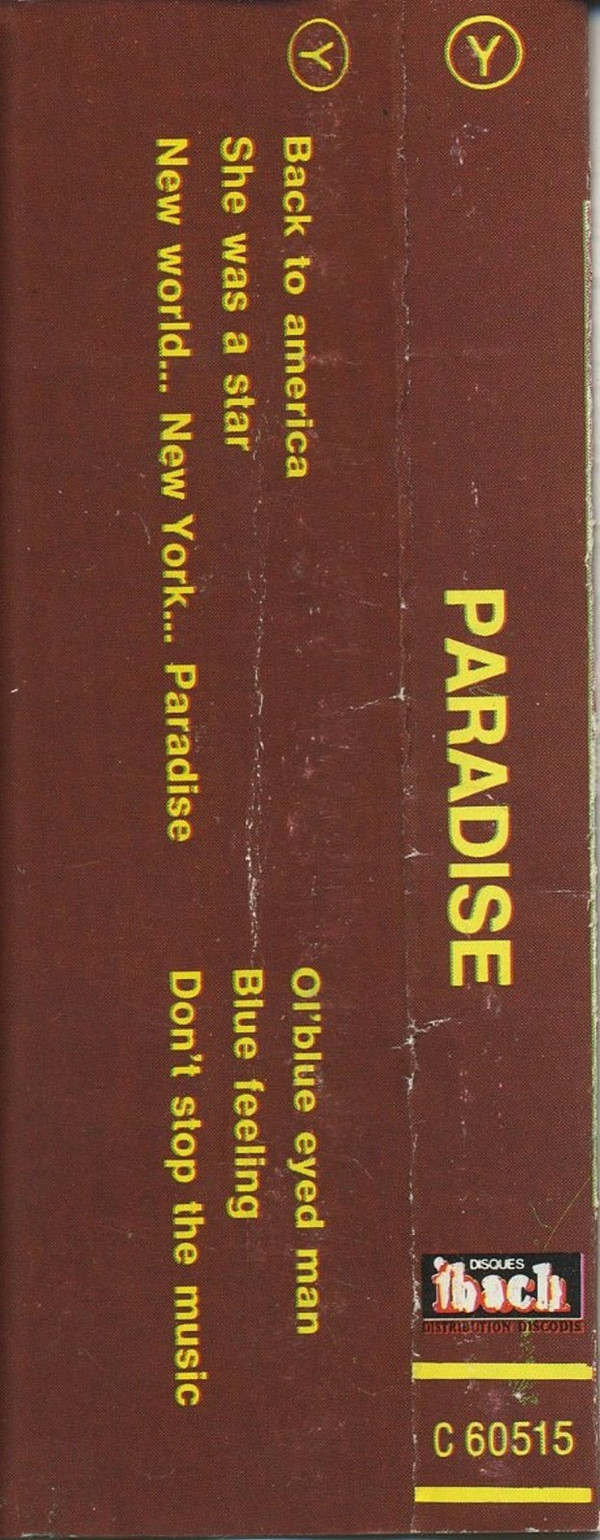 Y
PARADISE
DISQUES
ibach
DISTRIBUTION DISCODIS
C 60515
Y
Back to america
She was a star
New world... New York... Paradise
Ol'blue eyed man
Blue feeling
Don't stop the music